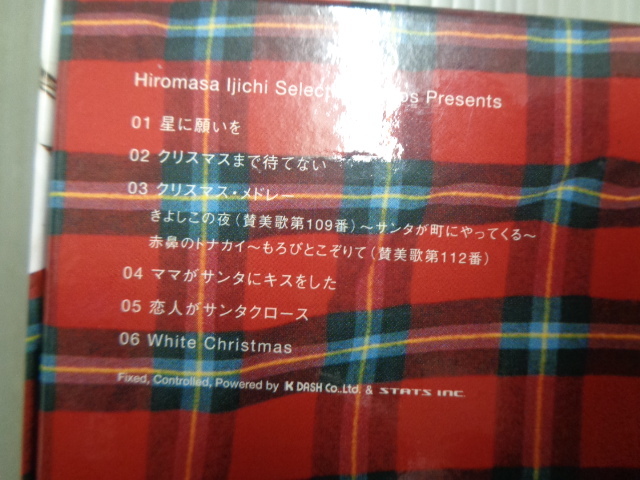 Hiromasa Ijichi Presents
01 星に願いを
02 クリスマスまで待てない
03 クリスマス・メドレー
きよしこの夜(賛美歌第109番)～サンタが町にやってくる～
赤鼻のトナカイ～もろびとこぞりて(賛美歌第112番)
04 ママがサンタにキスをした
05 恋人がサンタクロース
06 White Christmas
Fixed, Controlled, Powered by K DASH Co.,Ltd. & STATS INC.